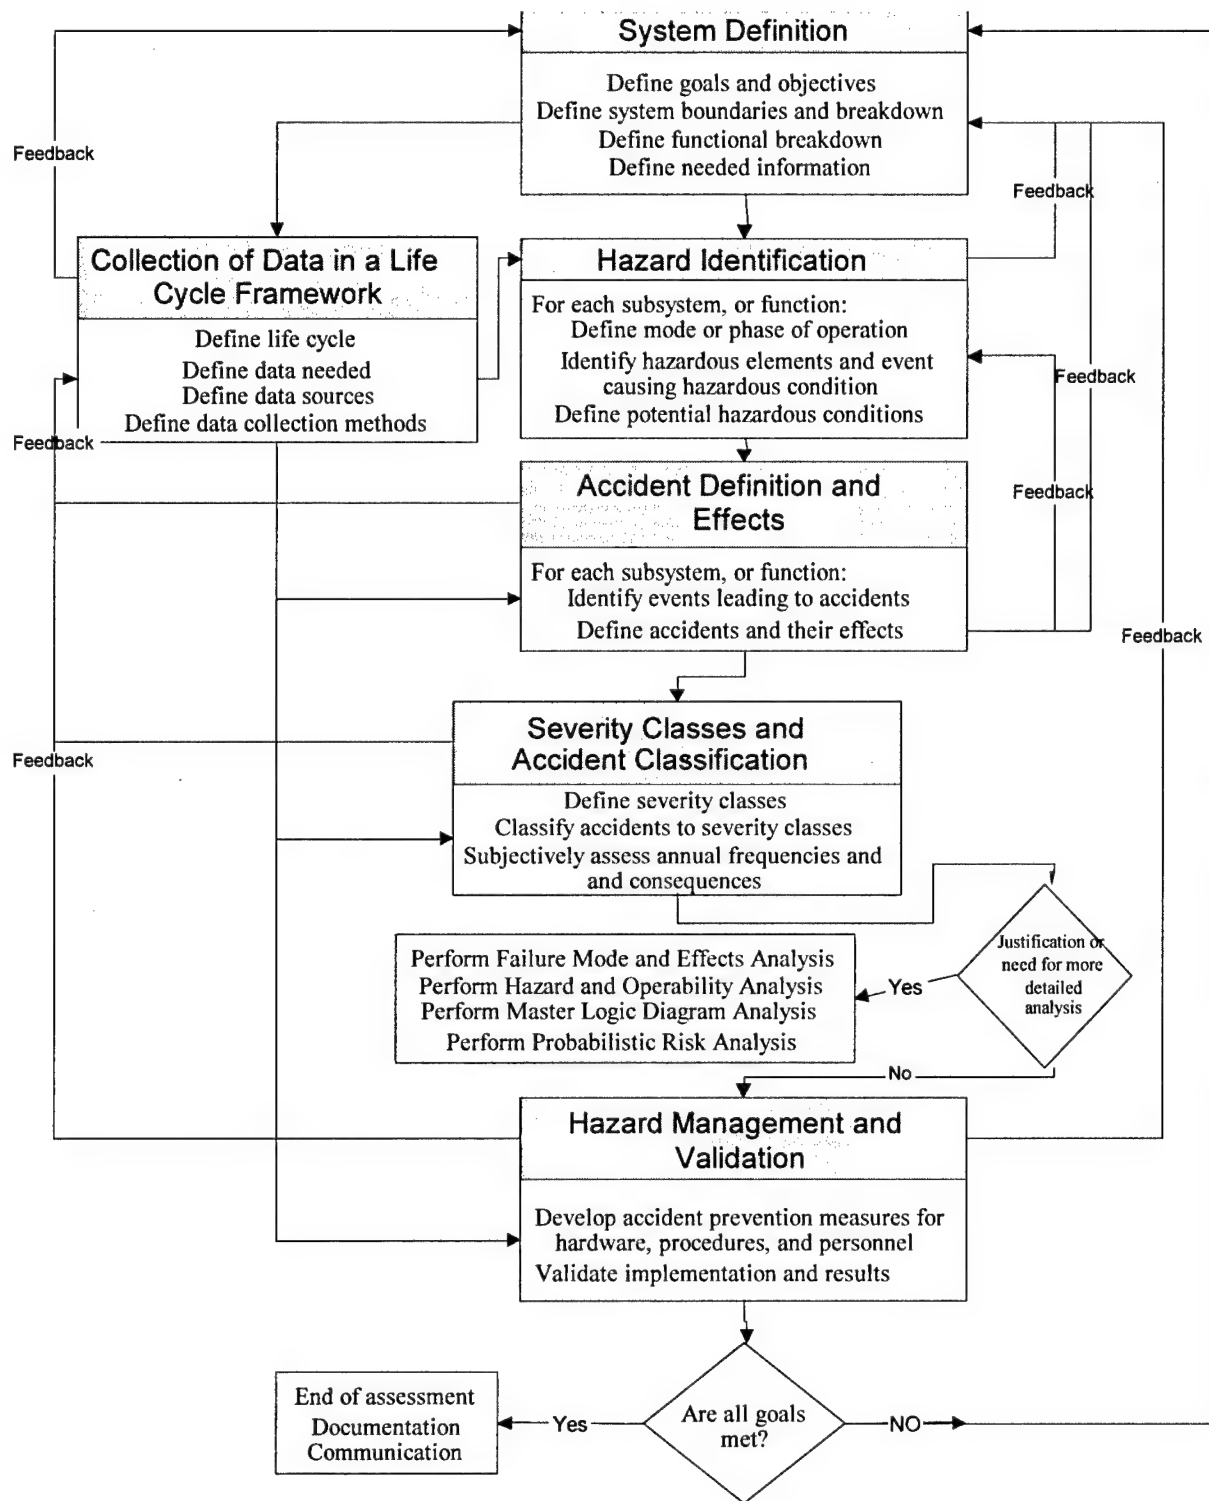 System Definition
Define goals and objectives
Define system boundaries and breakdown
Define functional breakdown
Define needed information
Feedback
Feedback
Collection of Data in a Life
Cycle Framework
Define life cycle
Define data needed
Define data sources
Define data collection methods
Hazard Identification
For each subsystem, or function:
Define mode or phase of operation
Identify hazardous elements and event
causing hazardous condition
Define potential hazardous conditions
Feedback
Feedback
Accident Definition and
Effects
For each subsystem, or function:
Identify events leading to accidents
Define accidents and their effects
Feedback
Feedback
Severity Classes and
Accident Classification
Define severity classes
Classify accidents to severity classes
Subjectively assess annual frequencies and
and consequences
Feedback
Justification or
need for more
detailed
analysis
Yes
Perform Failure Mode and Effects Analysis
Perform Hazard and Operability Analysis
Perform Master Logic Diagram Analysis
Perform Probabilistic Risk Analysis
No
Hazard Management and
Validation
Develop accident prevention measures for
hardware, procedures, and personnel
Validate implementation and results
Are all goals
met?
Yes
NO
End of assessment
Documentation
Communication